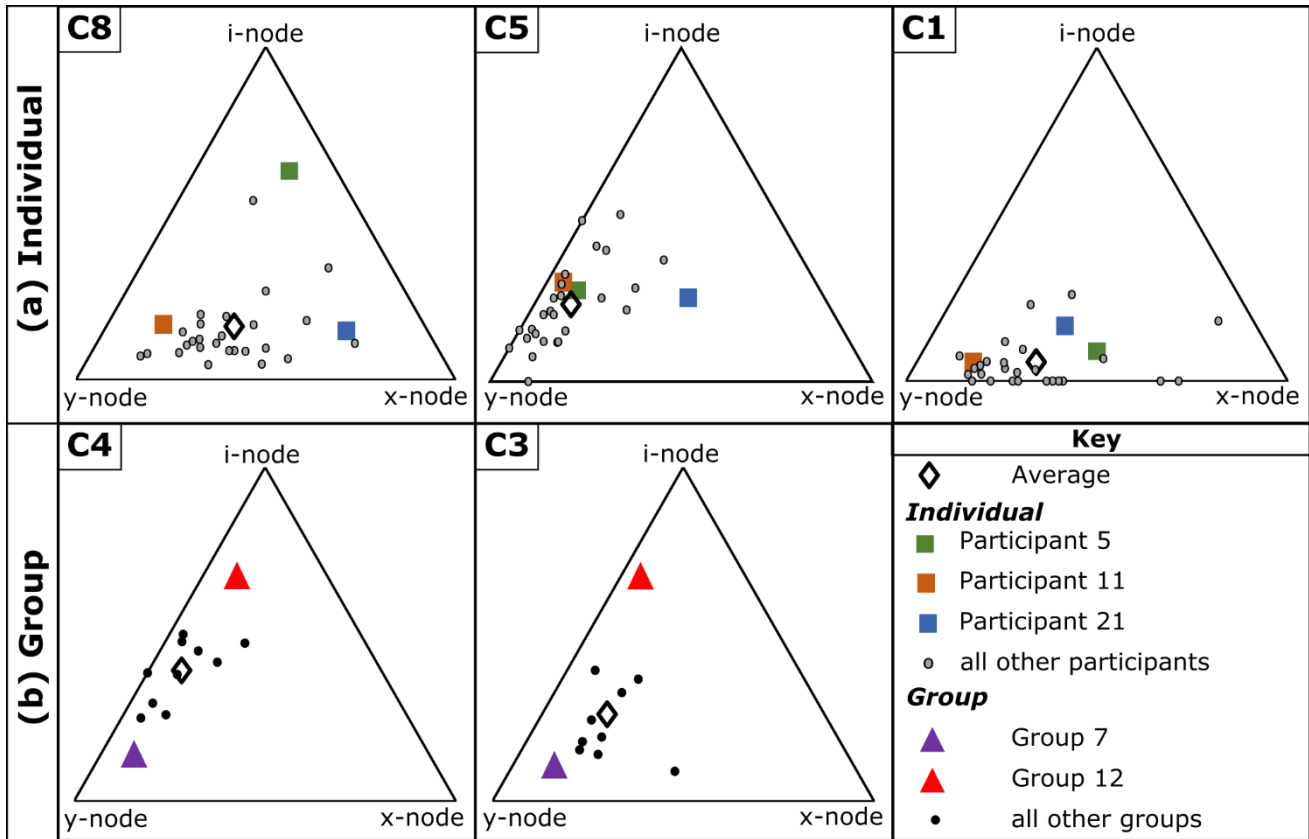 (a) Individual
C8
i-node
y-node
x-node
C5
i-node
y-node
x-node
C1
i-node
y-node
x-node
(b) Group
C4
i-node
y-node
x-node
C3
i-node
y-node
x-node
Key
Average
Individual
Participant 5
Participant 11
Participant 21
all other participants
Group
Group 7
Group 12
all other groups